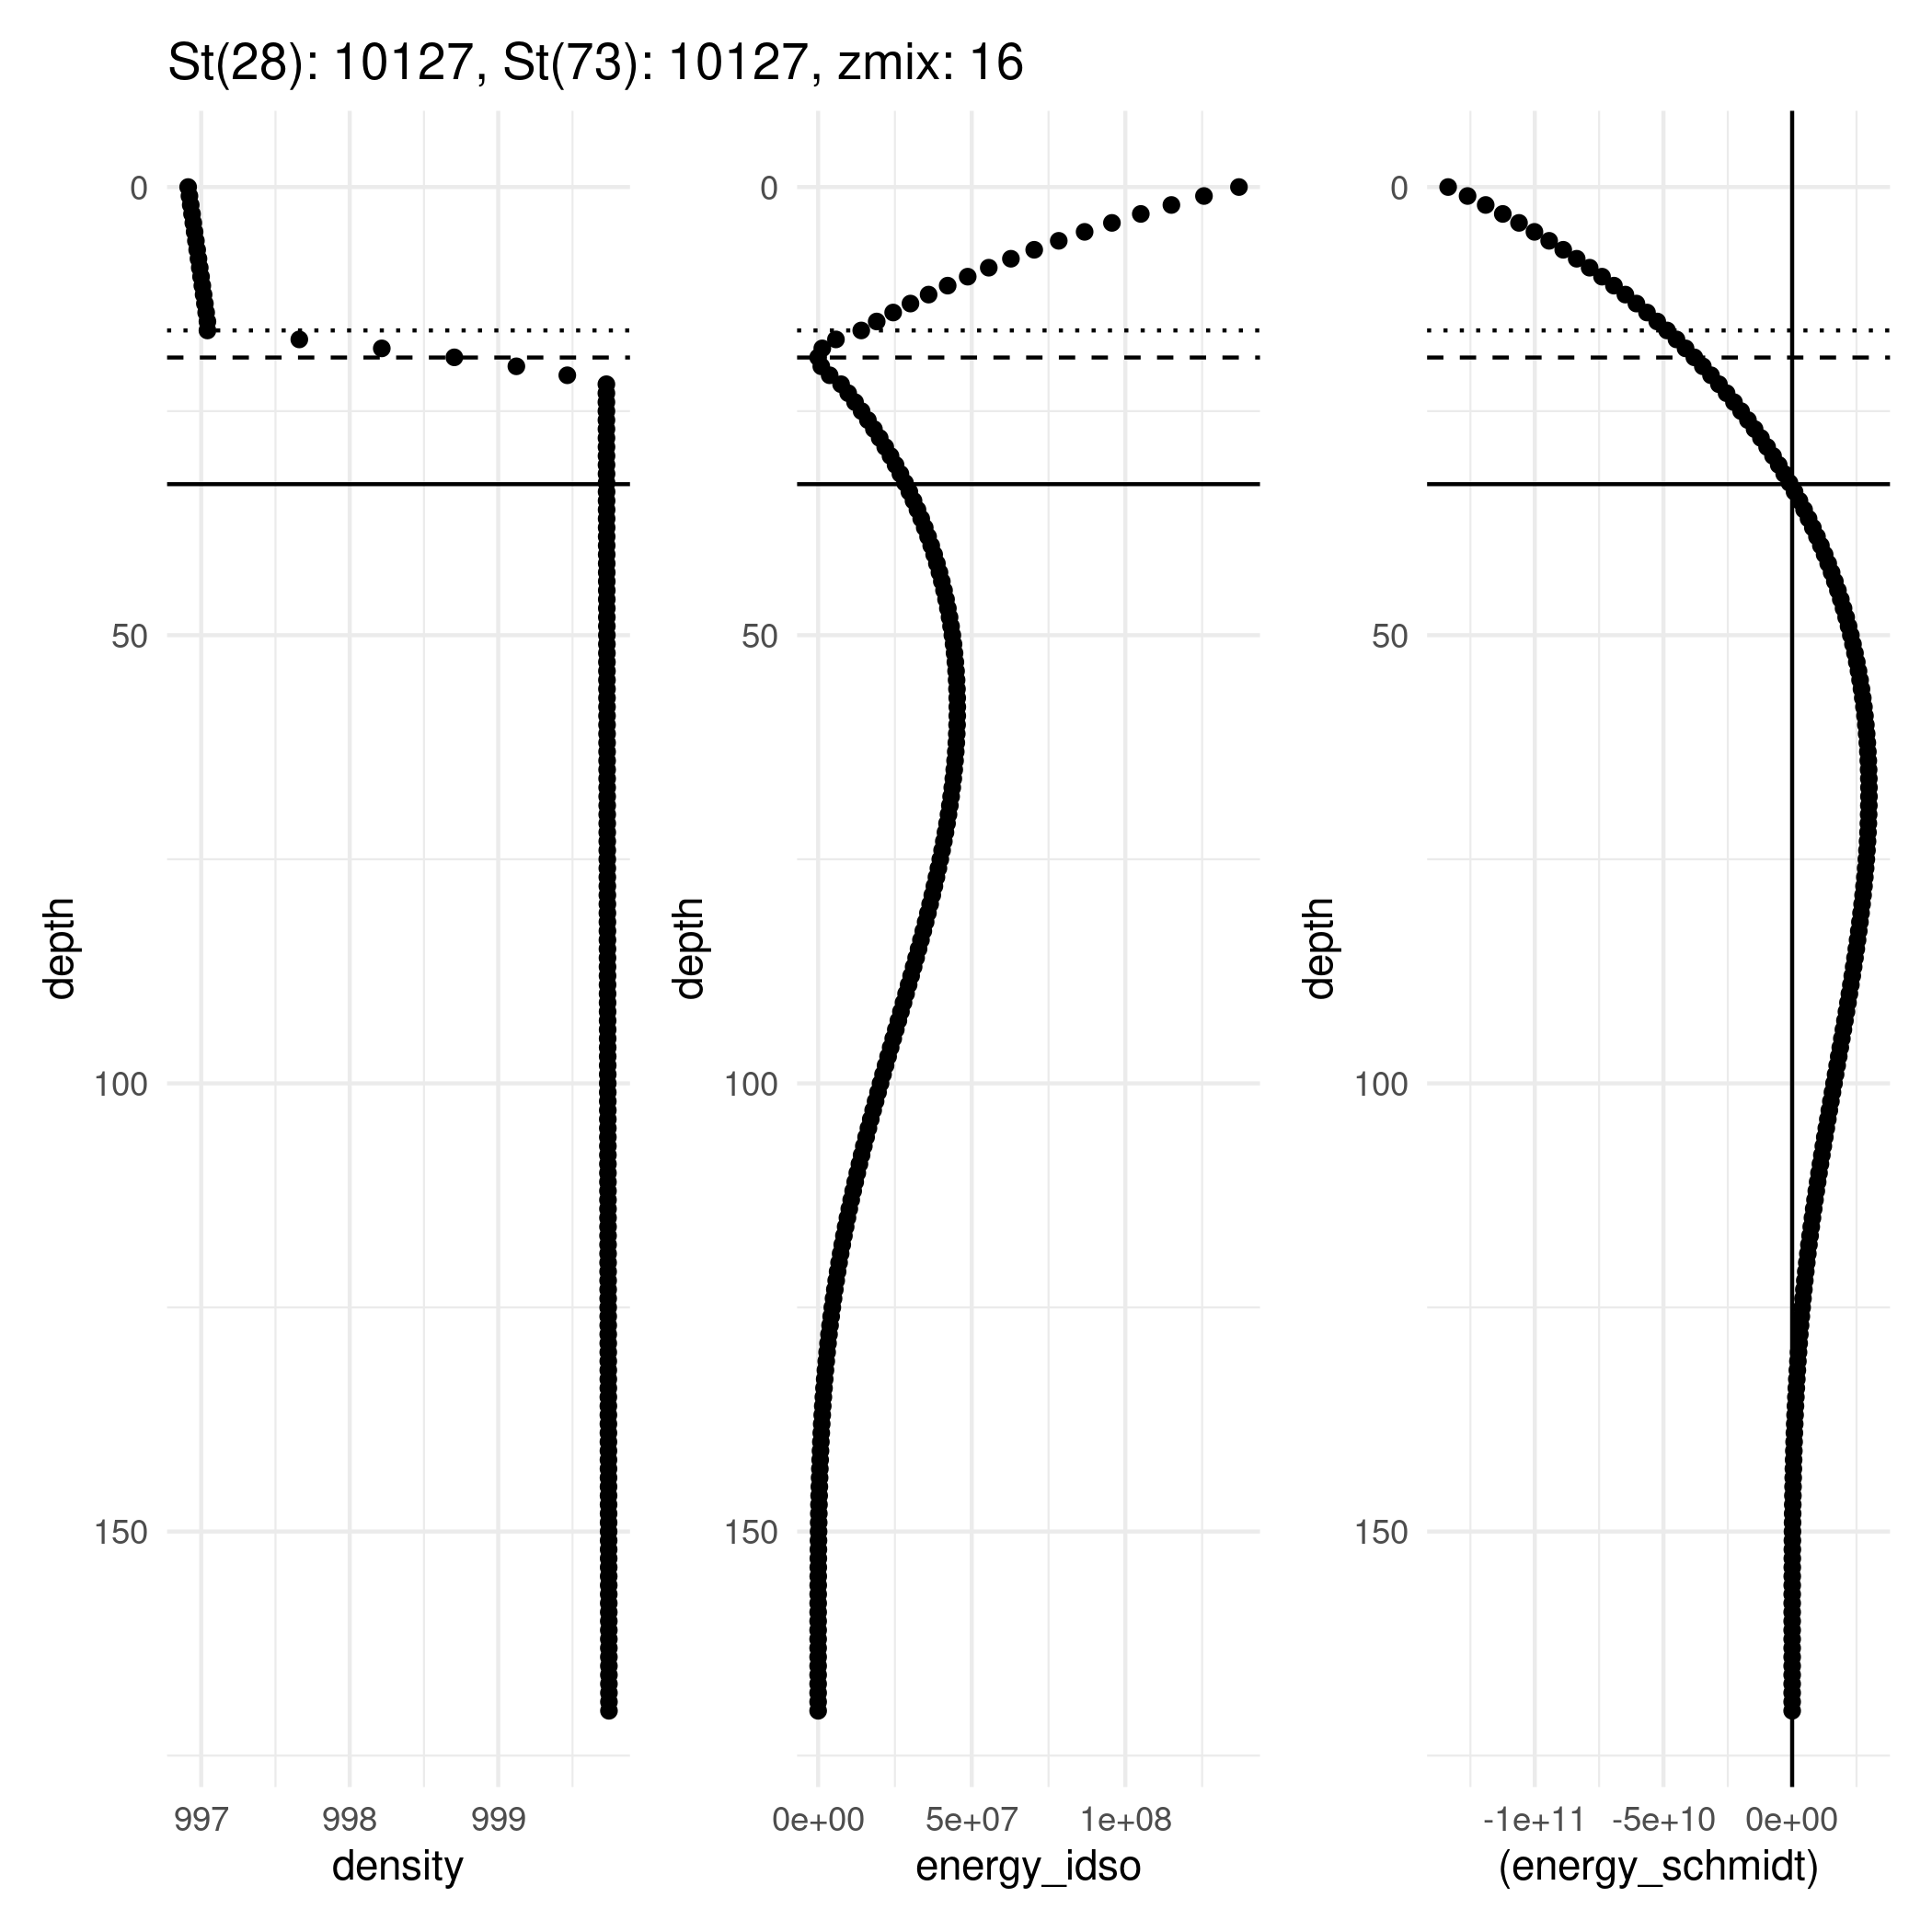 St(28): 10127, St(73): 10127, zmix: 16
0
50
100
150
depth
997
998
999
density
0
50
100
150
depth
0e+00
5e+07
1e+08
energy_idso
0
50
100
150
depth
-1e+11
-5e+10
0e+00
(energy_schmidt)